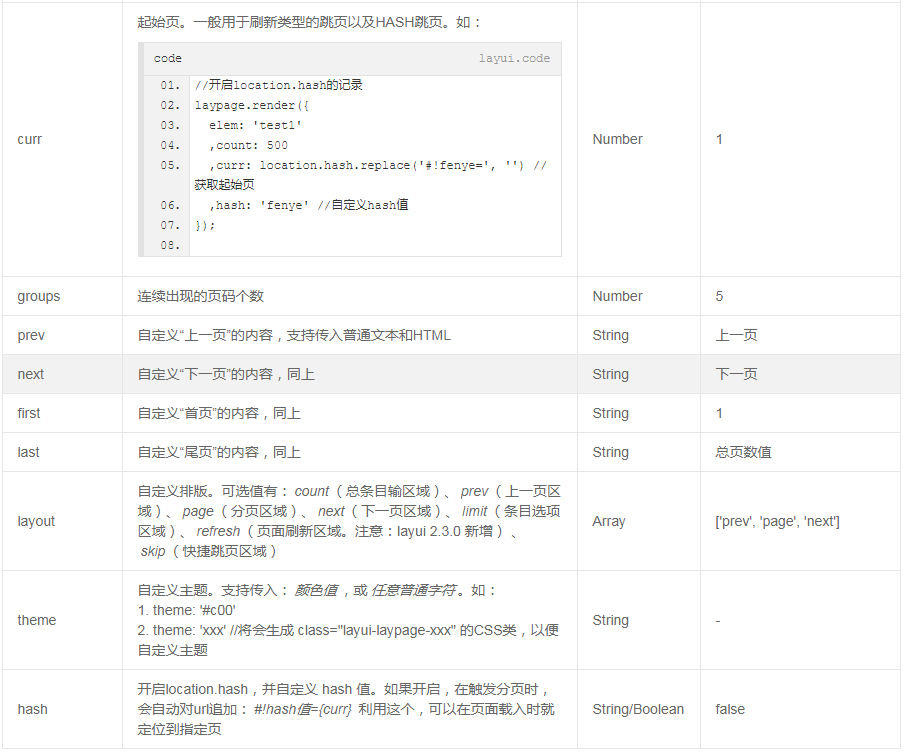 起始页。一般用于刷新类型的跳页以及HASH跳页。如：
code layui.code
01. //开启location.hash的记录
02. laypage.render({
03. elem: 'test1'
04. ,count: 500
05. ,curr: location.hash.replace('#!fenye=', '') //
获取起始页
06. ,hash: 'fenye' //自定义hash值
07. });
08.
curr Number 1
groups 连续出现的页码个数 Number 5
prev 自定义“上一页”的内容，支持传入普通文本和HTML String 上一页
next 自定义“下一页”的内容，同上 String 下一页
first 自定义“首页”的内容，同上 String 1
last 自定义“尾页”的内容，同上 String 总页数值
自定义排版。可选值有： count（总条目输区域）、 prev（上一页区
域）、 page（分页区域）、 next（下一页区域）、 limit（条目选项
区域）、 refresh（页面刷新区域。注意：layui 2.3.0 新增） 、
skip（快捷跳页区域）
layout Array ['prev', 'page', 'next']
自定义主题。支持传入： 颜色值 ，或 任意普通字符 。如：
1. theme: '#c00'
2. theme: 'xxx' //将会生成 class="layui-laypage-xxx" 的CSS类，以便
自定义主题
theme String -
开启location.hash，并自定义 hash 值。如果开启，在触发分页时，
会自动对url追加： #!hash值={curr} 利用这个，可以在页面载入时就
定位到指定页
hash String/Boolean false